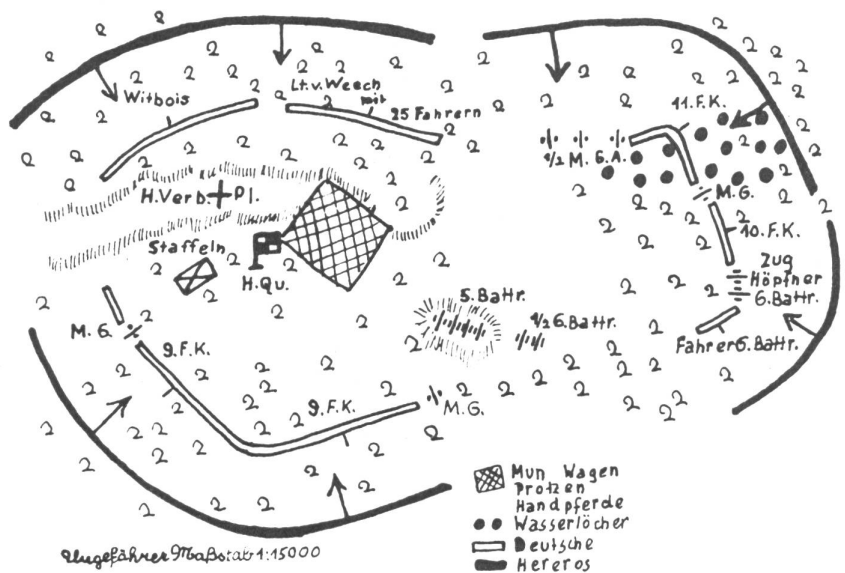 Witbois
Lt.v.Weech
mit
25 Fahrern
11.F.K.
1/2 M.G.A.
M.G.
H.Verb. Pl.
10.F.K.
Staffeln
H.Qu.
Zug
Höpfner
6.Battr.
5.Battr.
1/2 6.Battr.
M.G.
9.F.K.
Fahrer 6.Battr.
9.F.K.
M.G.
Mun Wagen
Protzen
Handpferde
Wasserlöcher
Deutsche
Hereros
Ungefährer Maßstab 1:15000